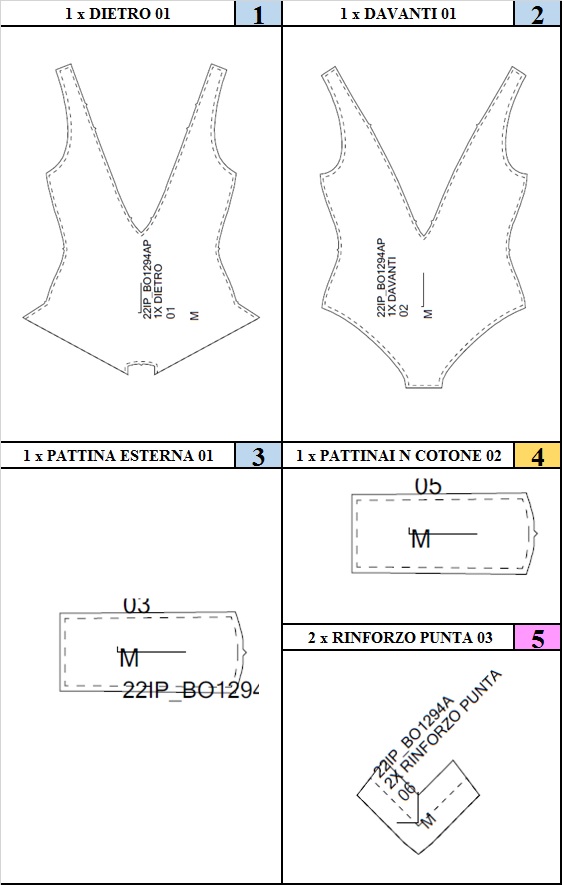 1 x DIETRO 01
1
1 x DAVANTI 01
2
22IP_BO1294AP
1X DIETRO
01
M
22IP_BO1294AP
1X DAVANTI
02
M
1 x PATTINA ESTERNA 01
3
1 x PATTINAI N COTONE 02
4
03
M
22IP_BO1294
05
M
2 x RINFORZO PUNTA 03
5
22IP_BO1294A
2X RINFORZO PUNTA
06
M